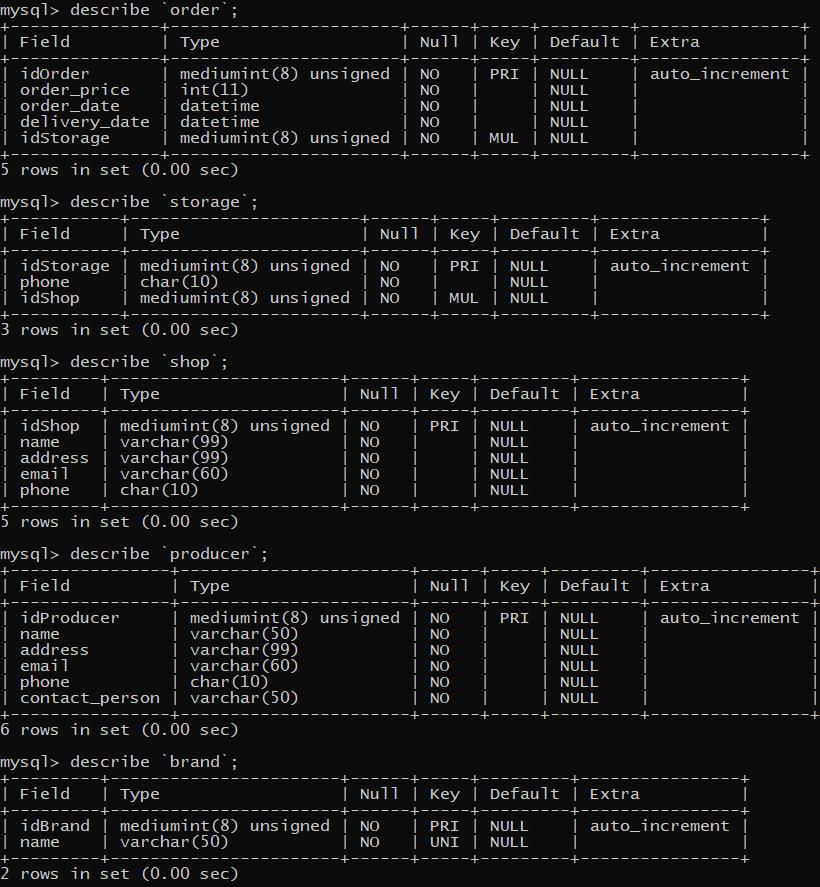 mysql> describe `order`;
+---------------+-----------------------+------+-----+---------+----------------+
| Field         | Type                  | Null | Key | Default | Extra          |
+---------------+-----------------------+------+-----+---------+----------------+
| idOrder       | mediumint(8) unsigned | NO   | PRI | NULL    | auto_increment |
| order_price   | int(11)               | NO   |     | NULL    |                |
| order_date    | datetime              | NO   |     | NULL    |                |
| delivery_date | datetime              | NO   |     | NULL    |                |
| idStorage     | mediumint(8) unsigned | NO   | MUL | NULL    |                |
+---------------+-----------------------+------+-----+---------+----------------+
5 rows in set (0.00 sec)

mysql> describe `storage`;
+-----------+-----------------------+------+-----+---------+----------------+
| Field     | Type                  | Null | Key | Default | Extra          |
+-----------+-----------------------+------+-----+---------+----------------+
| idStorage | mediumint(8) unsigned | NO   | PRI | NULL    | auto_increment |
| phone     | char(10)              | NO   |     | NULL    |                |
| idShop    | mediumint(8) unsigned | NO   | MUL | NULL    |                |
+-----------+-----------------------+------+-----+---------+----------------+
3 rows in set (0.00 sec)

mysql> describe `shop`;
+---------+-----------------------+------+-----+---------+----------------+
| Field   | Type                  | Null | Key | Default | Extra          |
+---------+-----------------------+------+-----+---------+----------------+
| idShop  | mediumint(8) unsigned | NO   | PRI | NULL    | auto_increment |
| name    | varchar(99)           | NO   |     | NULL    |                |
| address | varchar(99)           | NO   |     | NULL    |                |
| email   | varchar(60)           | NO   |     | NULL    |                |
| phone   | char(10)              | NO   |     | NULL    |                |
+---------+-----------------------+------+-----+---------+----------------+
5 rows in set (0.00 sec)

mysql> describe `producer`;
+----------------+-----------------------+------+-----+---------+----------------+
| Field          | Type                  | Null | Key | Default | Extra          |
+----------------+-----------------------+------+-----+---------+----------------+
| idProducer     | mediumint(8) unsigned | NO   | PRI | NULL    | auto_increment |
| name           | varchar(50)           | NO   |     | NULL    |                |
| address        | varchar(99)           | NO   |     | NULL    |                |
| email          | varchar(60)           | NO   |     | NULL    |                |
| phone          | char(10)              | NO   |     | NULL    |                |
| contact_person | varchar(50)           | NO   |     | NULL    |                |
+----------------+-----------------------+------+-----+---------+----------------+
6 rows in set (0.00 sec)

mysql> describe `brand`;
+---------+-----------------------+------+-----+---------+----------------+
| Field   | Type                  | Null | Key | Default | Extra          |
+---------+-----------------------+------+-----+---------+----------------+
| idBrand | mediumint(8) unsigned | NO   | PRI | NULL    | auto_increment |
| name    | varchar(50)           | NO   | UNI | NULL    |                |
+---------+-----------------------+------+-----+---------+----------------+
2 rows in set (0.00 sec)